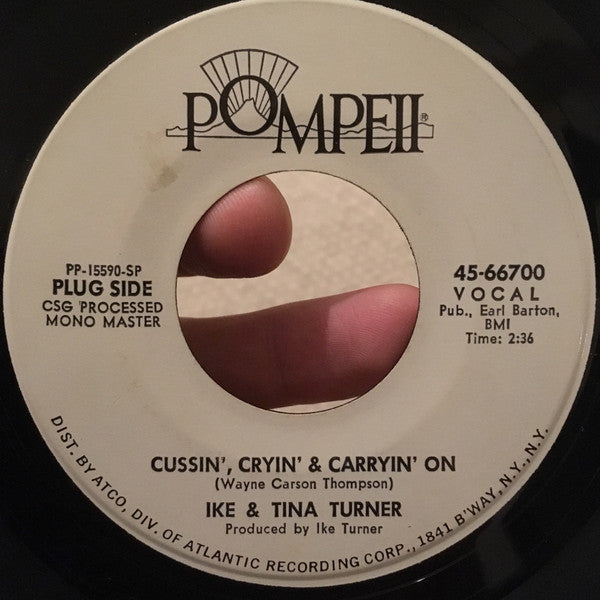 POMPEII®
PP-15590-SP
PLUG SIDE
CSG PROCESSED
MONO MASTER
45-66700
VOCAL
Pub., Earl Barton,
BMI
Time: 2:36
CUSSIN', CRYIN' & CARRYIN' ON
(Wayne Carson Thompson)
IKE & TINA TURNER
Produced by Ike Turner
DIST. BY ATCO, DIV. OF ATLANTIC RECORDING CORP., 1841 B'WAY, N.Y., N.Y.